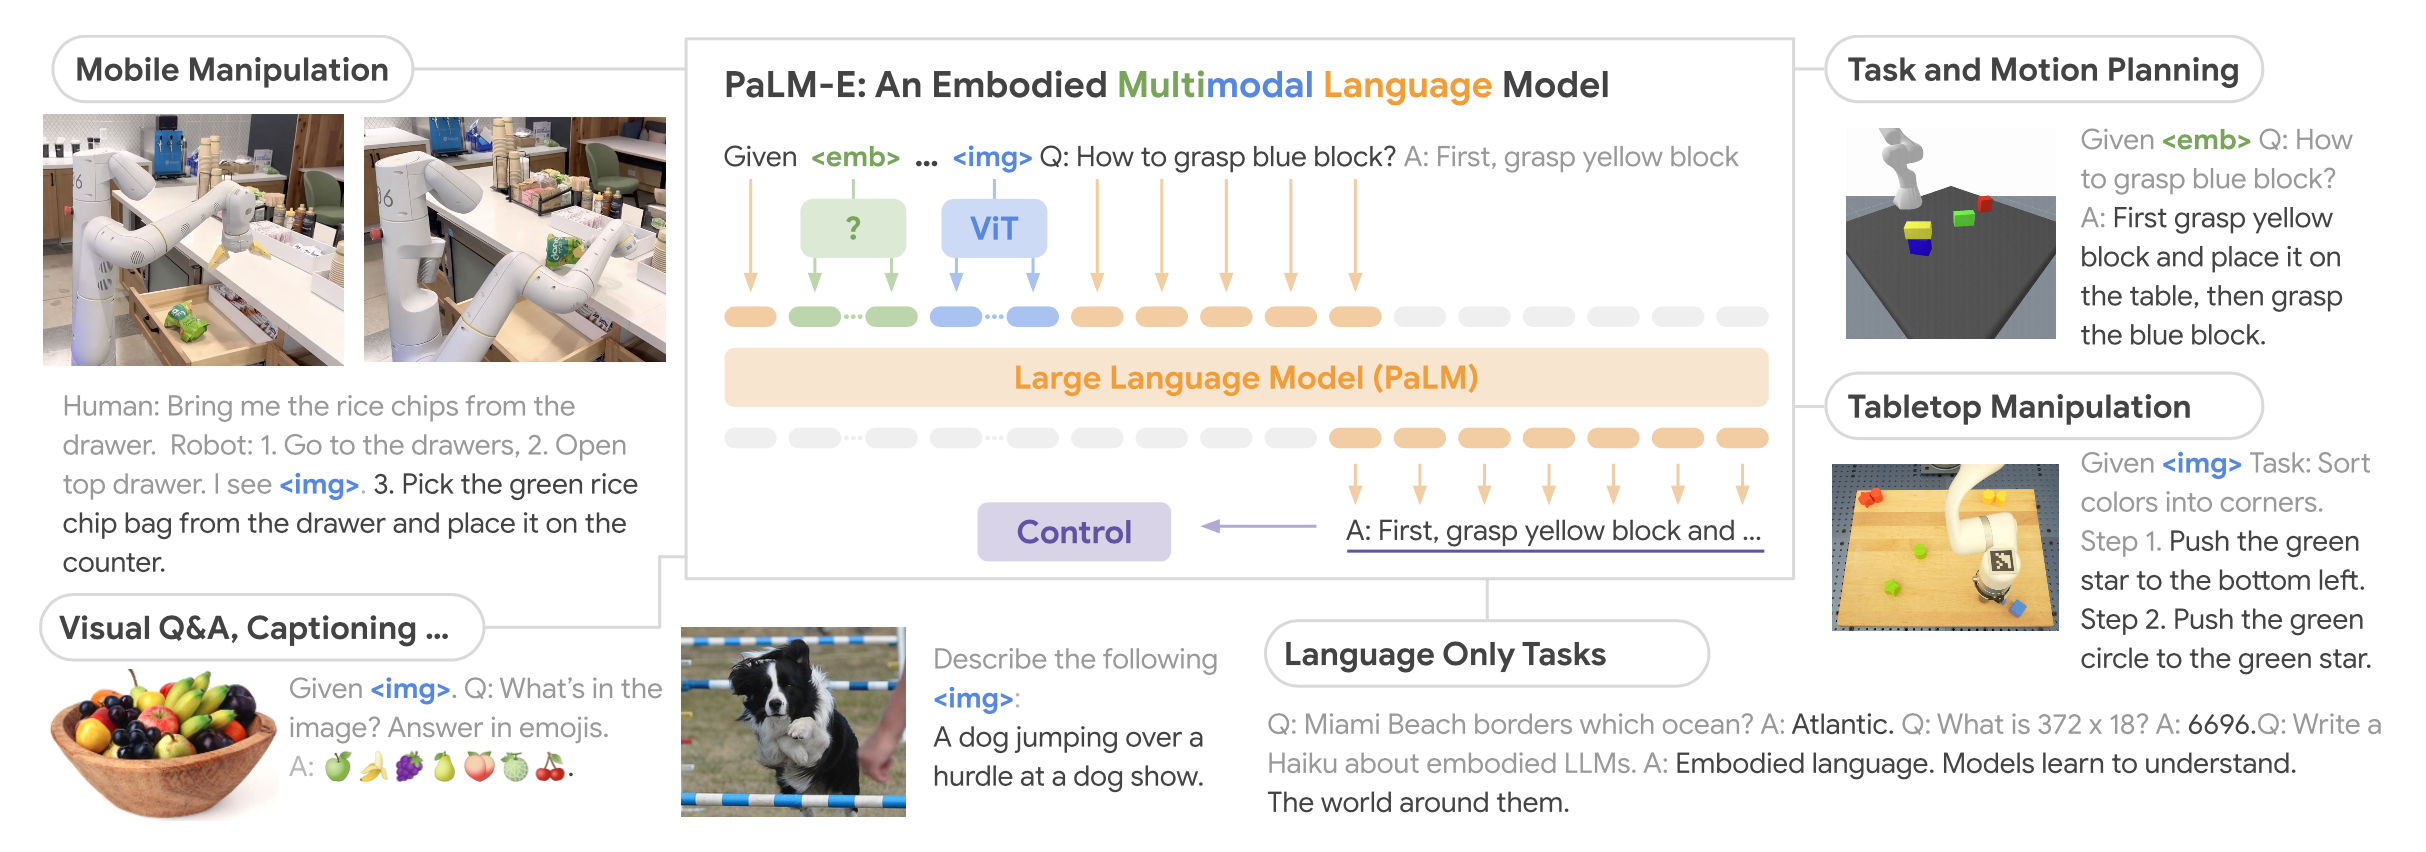 Mobile Manipulation
Human: Bring me the rice chips from the
drawer. Robot: 1. Go to the drawers, 2. Open
top drawer. I see <img>. 3. Pick the green rice
chip bag from the drawer and place it on the
counter.
Visual Q&A, Captioning ...
Given <img>. Q: What's in the
image? Answer in emojis.
A: 🍏 🍌 🍇 🍐 🍑 🍈 🍒.
PaLM-E: An Embodied Multimodal Language Model
Given <emb> ... <img> Q: How to grasp blue block? A: First, grasp yellow block
?
ViT
Large Language Model (PaLM)
Control
A: First, grasp yellow block and ...
Describe the following
<img>:
A dog jumping over a
hurdle at a dog show.
Language Only Tasks
Q: Miami Beach borders which ocean? A: Atlantic. Q: What is 372 x 18? A: 6696.Q: Write a
Haiku about embodied LLMs. A: Embodied language. Models learn to understand.
The world around them.
Task and Motion Planning
Given <emb> Q: How
to grasp blue block?
A: First grasp yellow
block and place it on
the table, then grasp
the blue block.
Tabletop Manipulation
Given <img> Task: Sort
colors into corners.
Step 1. Push the green
star to the bottom left.
Step 2. Push the green
circle to the green star.